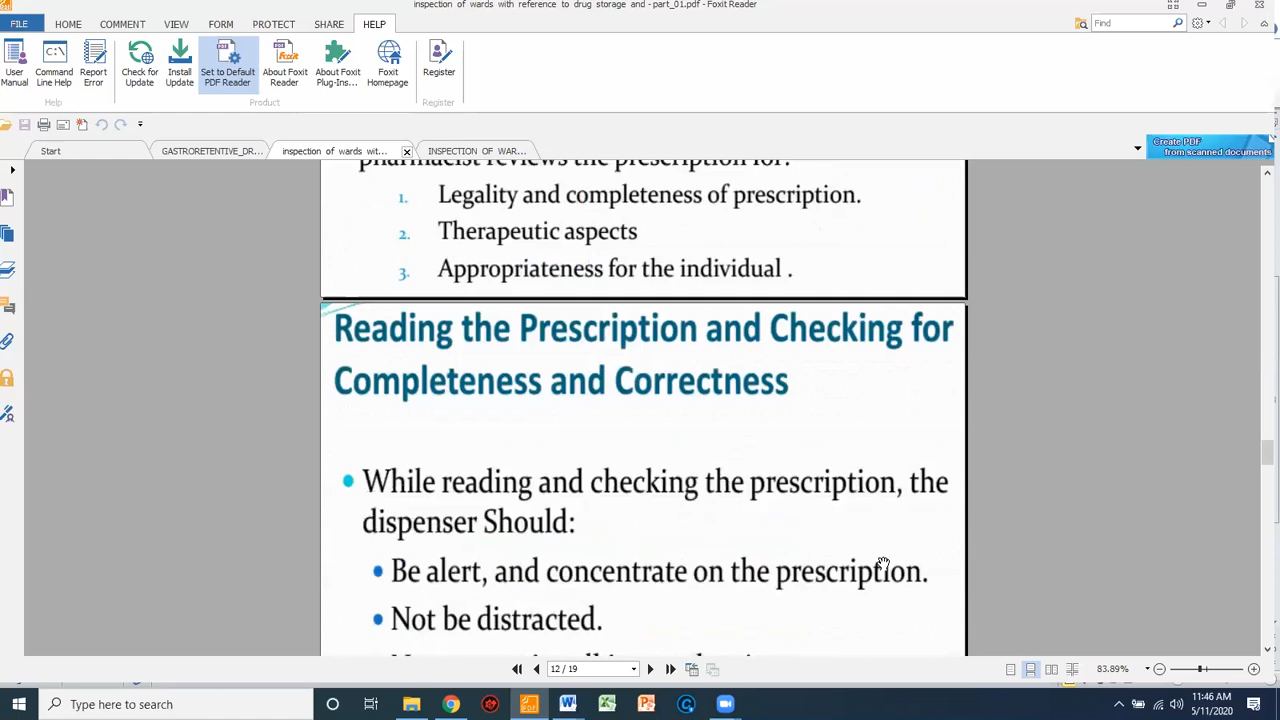 inspection of wards with reference to drug storage and - part_01.pdf - Foxit Reader
FILE HOME COMMENT VIEW FORM PROTECT SHARE HELP Find
User Manual
Command Line Help
Report Error
Check for Update
Install Update
Set to Default PDF Reader
About Foxit Reader
About Foxit Plug-Ins...
Foxit Homepage
Register
Help Product Register
Start GASTRORETENTIVE_DR... inspection of wards wit... INSPECTION OF WAR...
Create PDF
from scanned documents
pharmacist reviews the prescription for:
1. Legality and completeness of prescription.
2. Therapeutic aspects
3. Appropriateness for the individual .
Reading the Prescription and Checking for
Completeness and Correctness
• While reading and checking the prescription, the
dispenser Should:
• Be alert, and concentrate on the prescription.
• Not be distracted.
12 / 19 83.89%
Type here to search
11:46 AM
5/11/2020